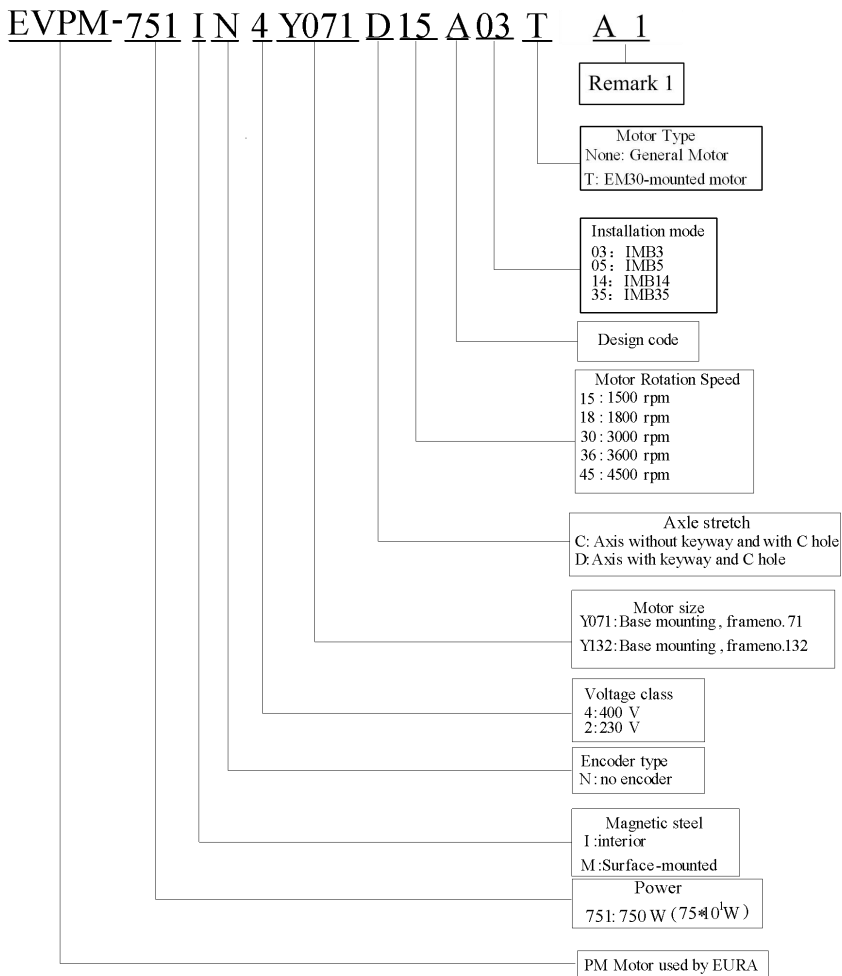 EVPM-751 I N 4 Y071 D 15 A 03 T A 1
Remark 1
Motor Type
None: General Motor
T: EM30-mounted motor
Installation mode
03: IMB3
05: IMB5
14: IMB14
35: IMB35
Design code
Motor Rotation Speed
15 : 1500 rpm
18 : 1800 rpm
30 : 3000 rpm
36 : 3600 rpm
45 : 4500 rpm
Axle stretch
C: Axis without keyway and with C hole
D: Axis with keyway and C hole
Motor size
Y071: Base mounting, frameno. 71
Y132: Base mounting, frameno.132
Voltage class
4:400 V
2:230 V
Encoder type
N: no encoder
Magnetic steel
I :interior
M:Surface-mounted
Power
751: 750 W (75*10¹W)
PM Motor used by EURA